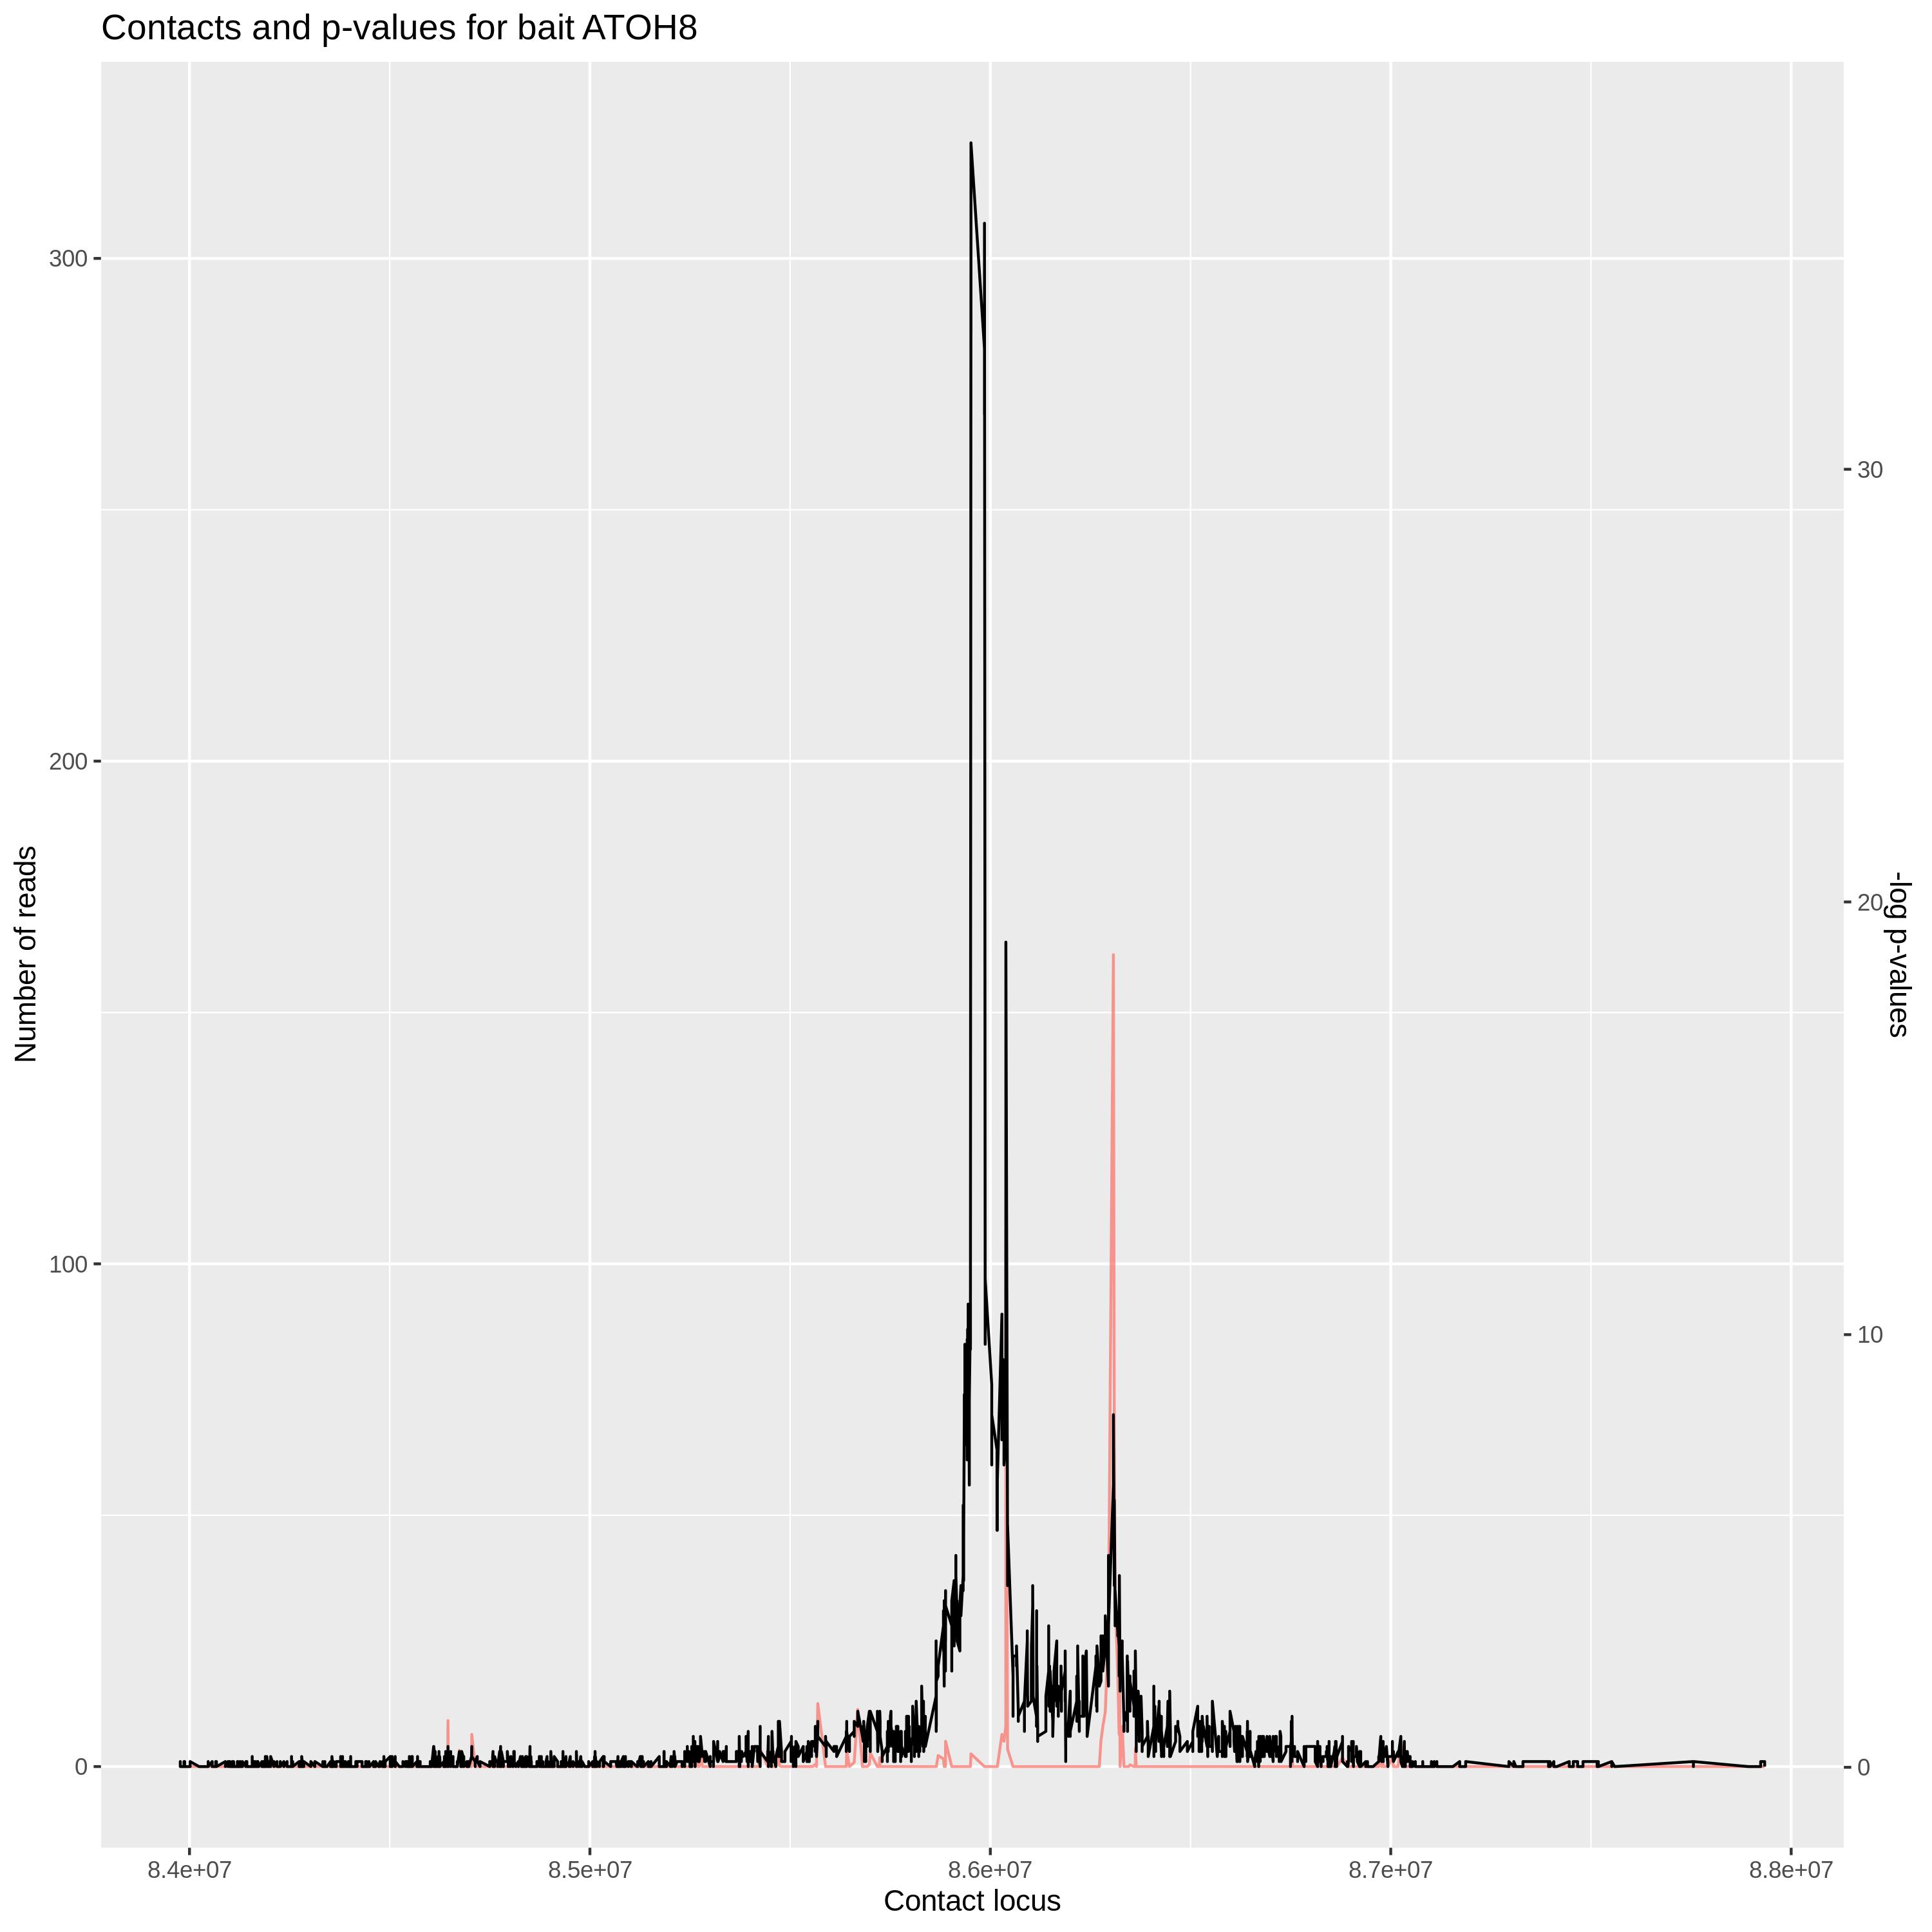 Contacts and p-values for bait ATOH8
300
200
100
0
Number of reads
30
20
10
0
-log p-values
8.4e+07
8.5e+07
8.6e+07
8.7e+07
8.8e+07
Contact locus